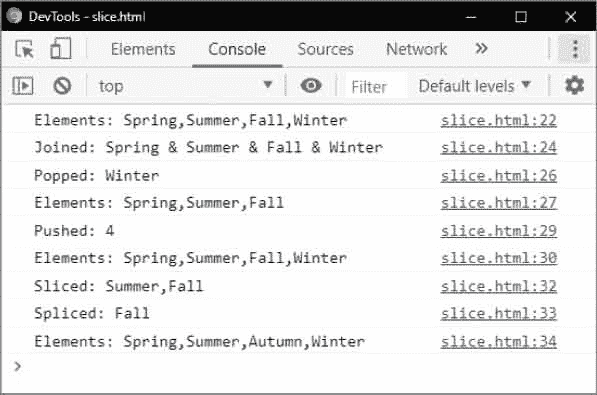 DevTools - slice.html
Elements Console Sources Network »
top Filter Default levels
Elements: Spring,Summer,Fall,Winter slice.html:22
Joined: Spring & Summer & Fall & Winter slice.html:24
Popped: Winter slice.html:26
Elements: Spring,Summer,Fall slice.html:27
Pushed: 4 slice.html:29
Elements: Spring,Summer,Fall,Winter slice.html:30
Sliced: Summer,Fall slice.html:32
Spliced: Fall slice.html:33
Elements: Spring,Summer,Autumn,Winter slice.html:34
>